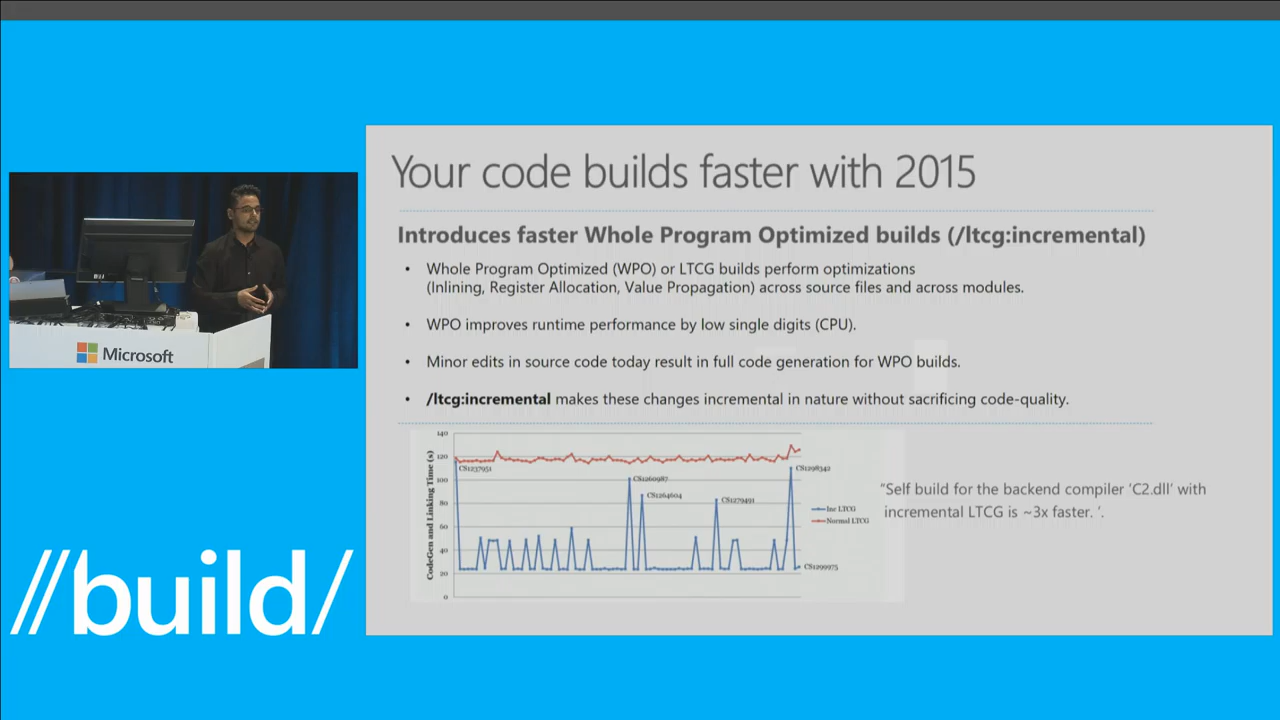 Your code builds faster with 2015
Introduces faster Whole Program Optimized builds (/ltcg:incremental)
• Whole Program Optimized (WPO) or LTCG builds perform optimizations
(Inlining, Register Allocation, Value Propagation) across source files and across modules.
• WPO improves runtime performance by low single digits (CPU).
• Minor edits in source code today result in full code generation for WPO builds.
• /ltcg:incremental makes these changes incremental in nature without sacrificing code-quality.
CodeGen and Linking Time (s)
140
120
100
80
60
40
20
0
CS1237951
CS1260987
CS1264604
CS1279491
CS1298342
CS1299975
Inc LTCG
Normal LTCG
"Self build for the backend compiler 'C2.dll' with
incremental LTCG is ~3x faster. '.
Microsoft
//build/